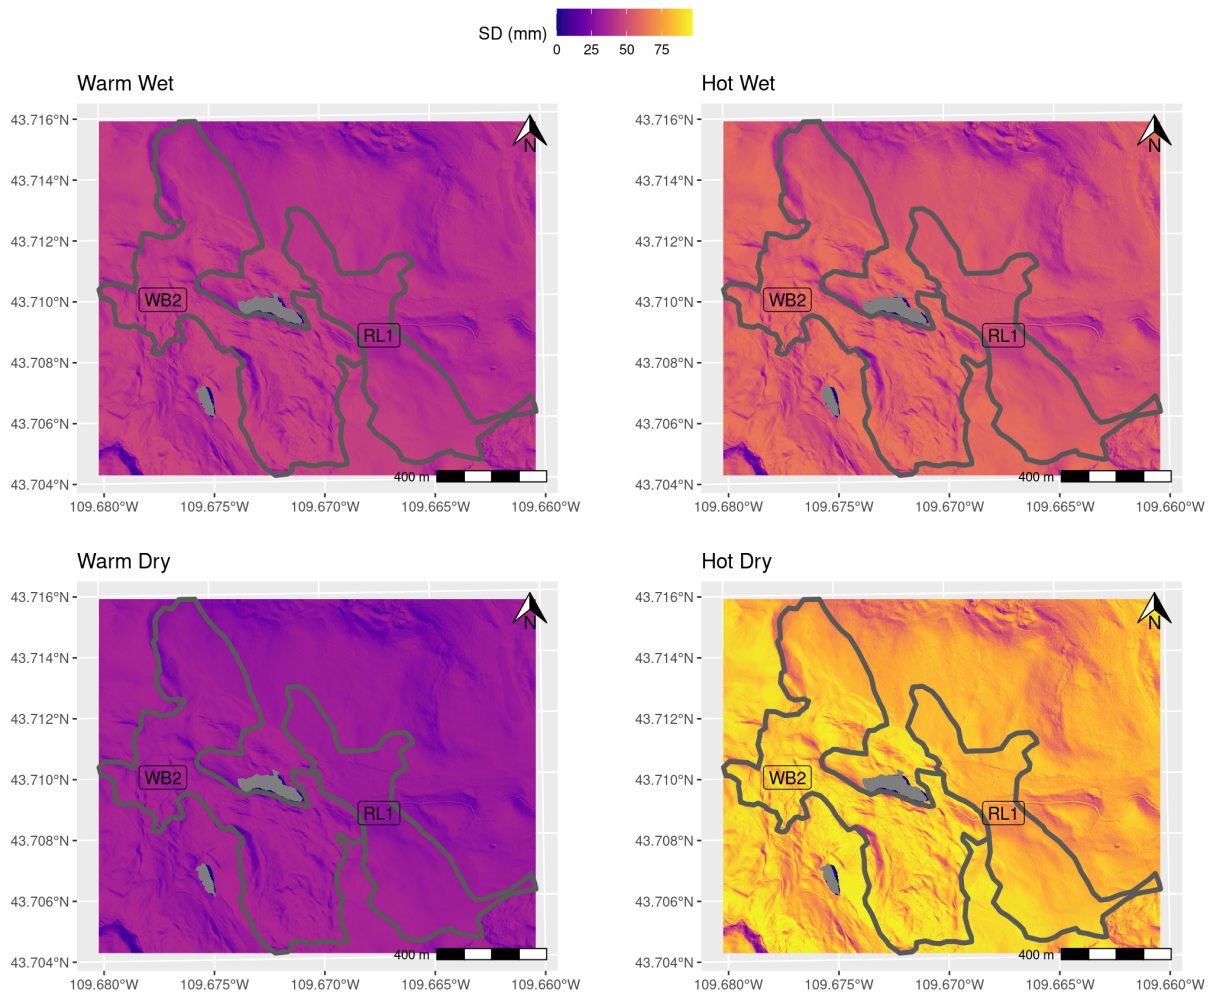 SD (mm)
0 25 50 75
Warm Wet
Hot Wet
43.716°N
43.714°N
43.712°N
43.710°N
43.708°N
43.706°N
43.704°N
N
WB2
RL1
400 m
109.680°W 109.675°W 109.670°W 109.665°W 109.660°W
43.716°N
43.714°N
43.712°N
43.710°N
43.708°N
43.706°N
43.704°N
N
WB2
RL1
400 m
109.680°W 109.675°W 109.670°W 109.665°W 109.660°W
Warm Dry
Hot Dry
43.716°N
43.714°N
43.712°N
43.710°N
43.708°N
43.706°N
43.704°N
N
WB2
RL1
400 m
109.680°W 109.675°W 109.670°W 109.665°W 109.660°W
43.716°N
43.714°N
43.712°N
43.710°N
43.708°N
43.706°N
43.704°N
N
WB2
RL1
400 m
109.680°W 109.675°W 109.670°W 109.665°W 109.660°W